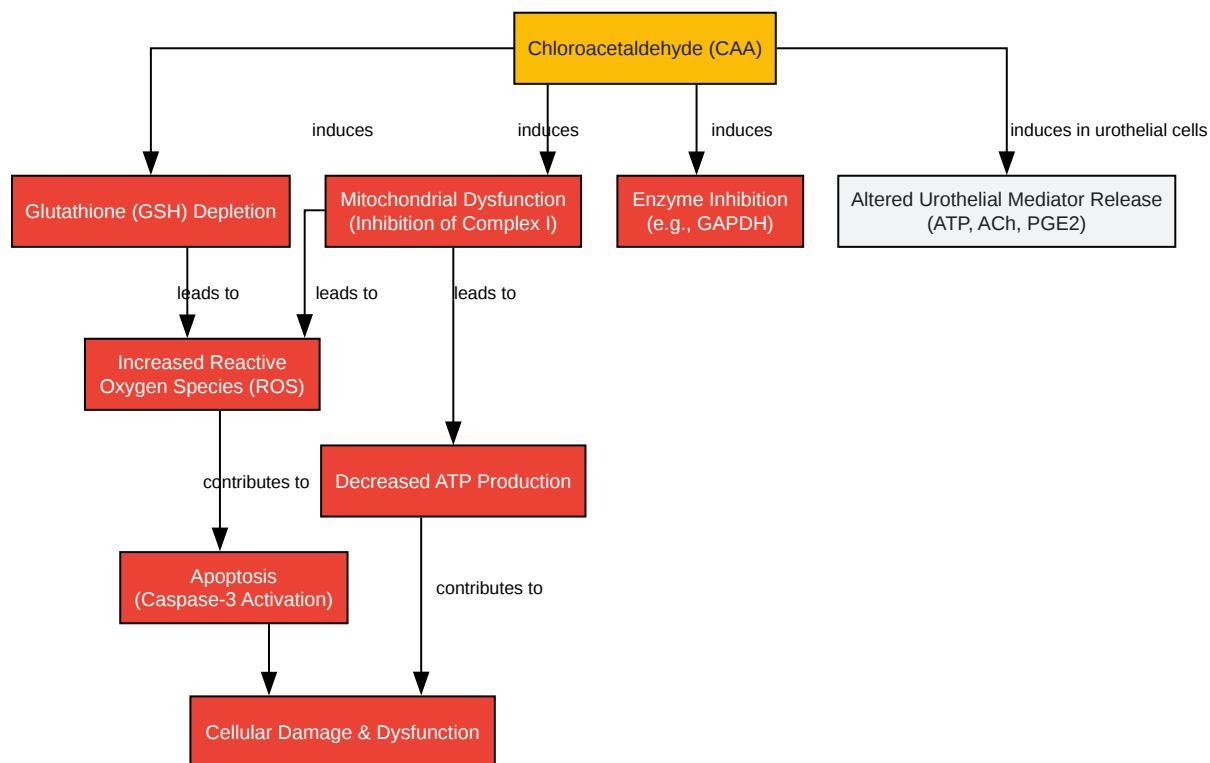 Chloroacetaldehyde (CAA)
induces
induces
induces
induces in urothelial cells
Glutathione (GSH) Depletion
Mitochondrial Dysfunction
(Inhibition of Complex I)
Enzyme Inhibition
(e.g., GAPDH)
Altered Urothelial Mediator Release
(ATP, ACh, PGE2)
leads to
leads to
leads to
Increased Reactive
Oxygen Species (ROS)
contributes to
Decreased ATP Production
Apoptosis
(Caspase-3 Activation)
contributes to
Cellular Damage & Dysfunction